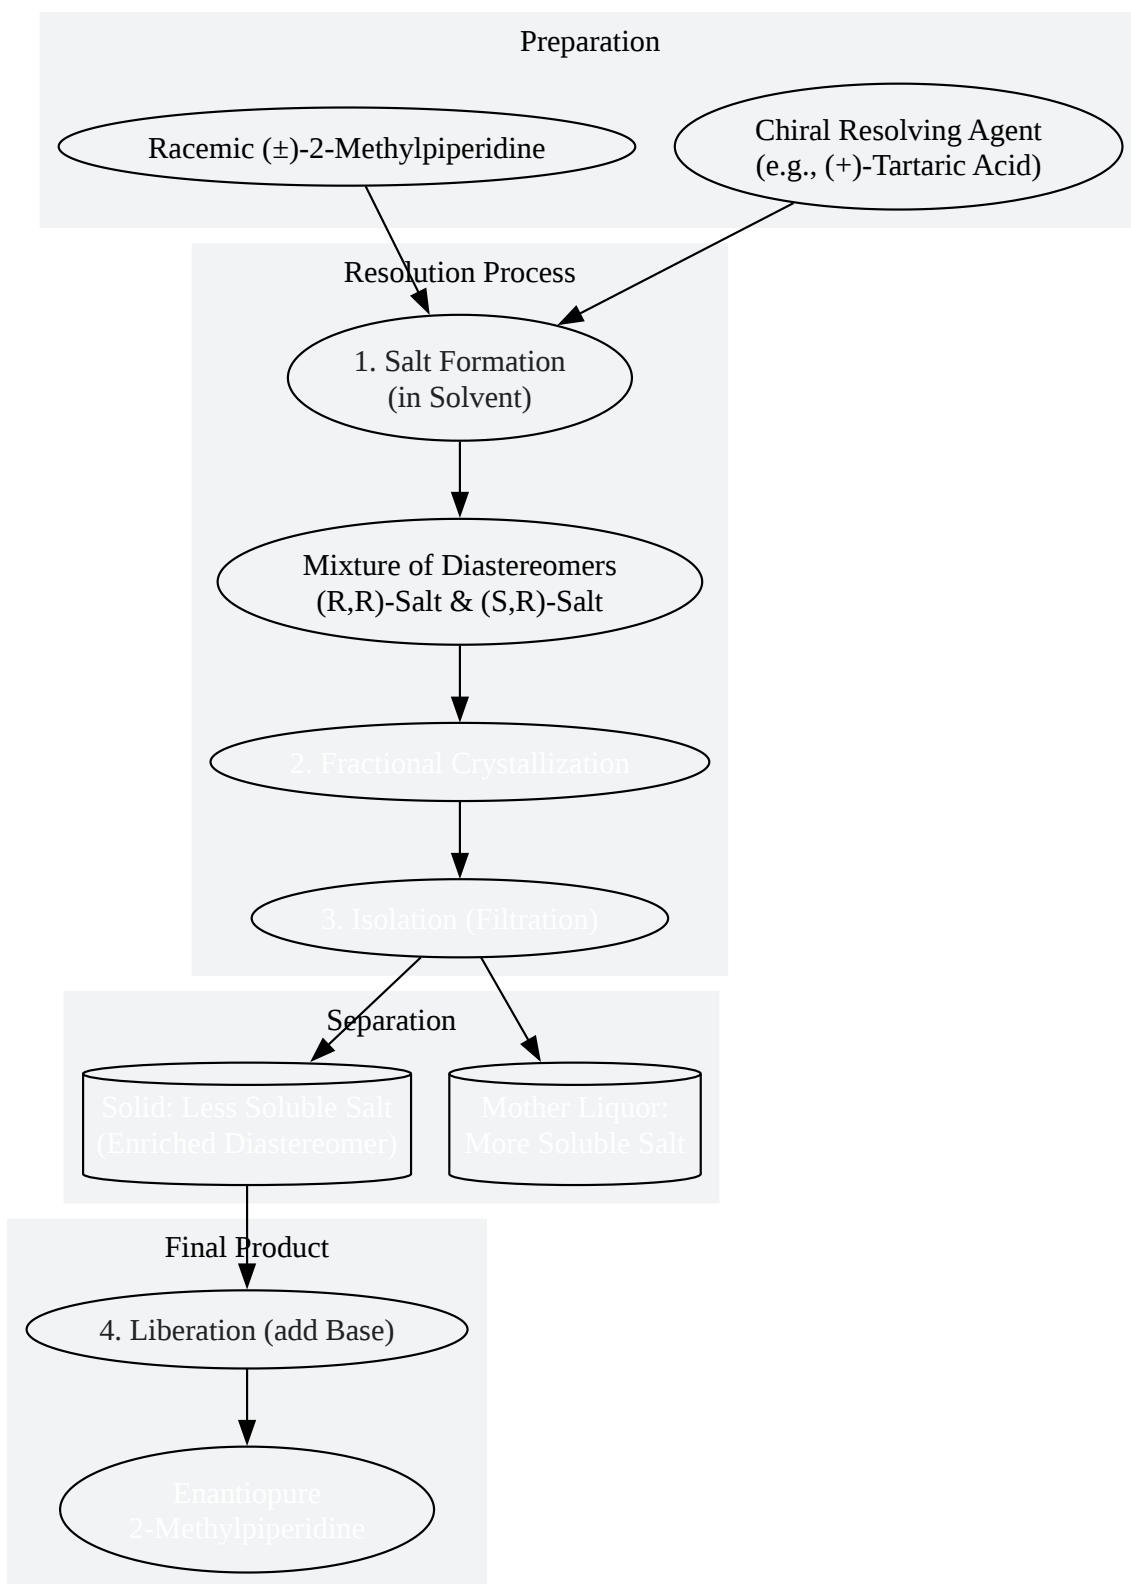 Preparation
Racemic (±)-2-Methylpiperidine
Chiral Resolving Agent
(e.g., (+)-Tartaric Acid)
Resolution Process
1. Salt Formation
(in Solvent)
Mixture of Diastereomers
(R,R)-Salt & (S,R)-Salt
2. Fractional Crystallization
3. Isolation (Filtration)
Separation
Solid: Less Soluble Salt
(Enriched Diastereomer)
Mother Liquor:
More Soluble Salt
Final Product
4. Liberation (add Base)
Enantiopure
2-Methylpiperidine